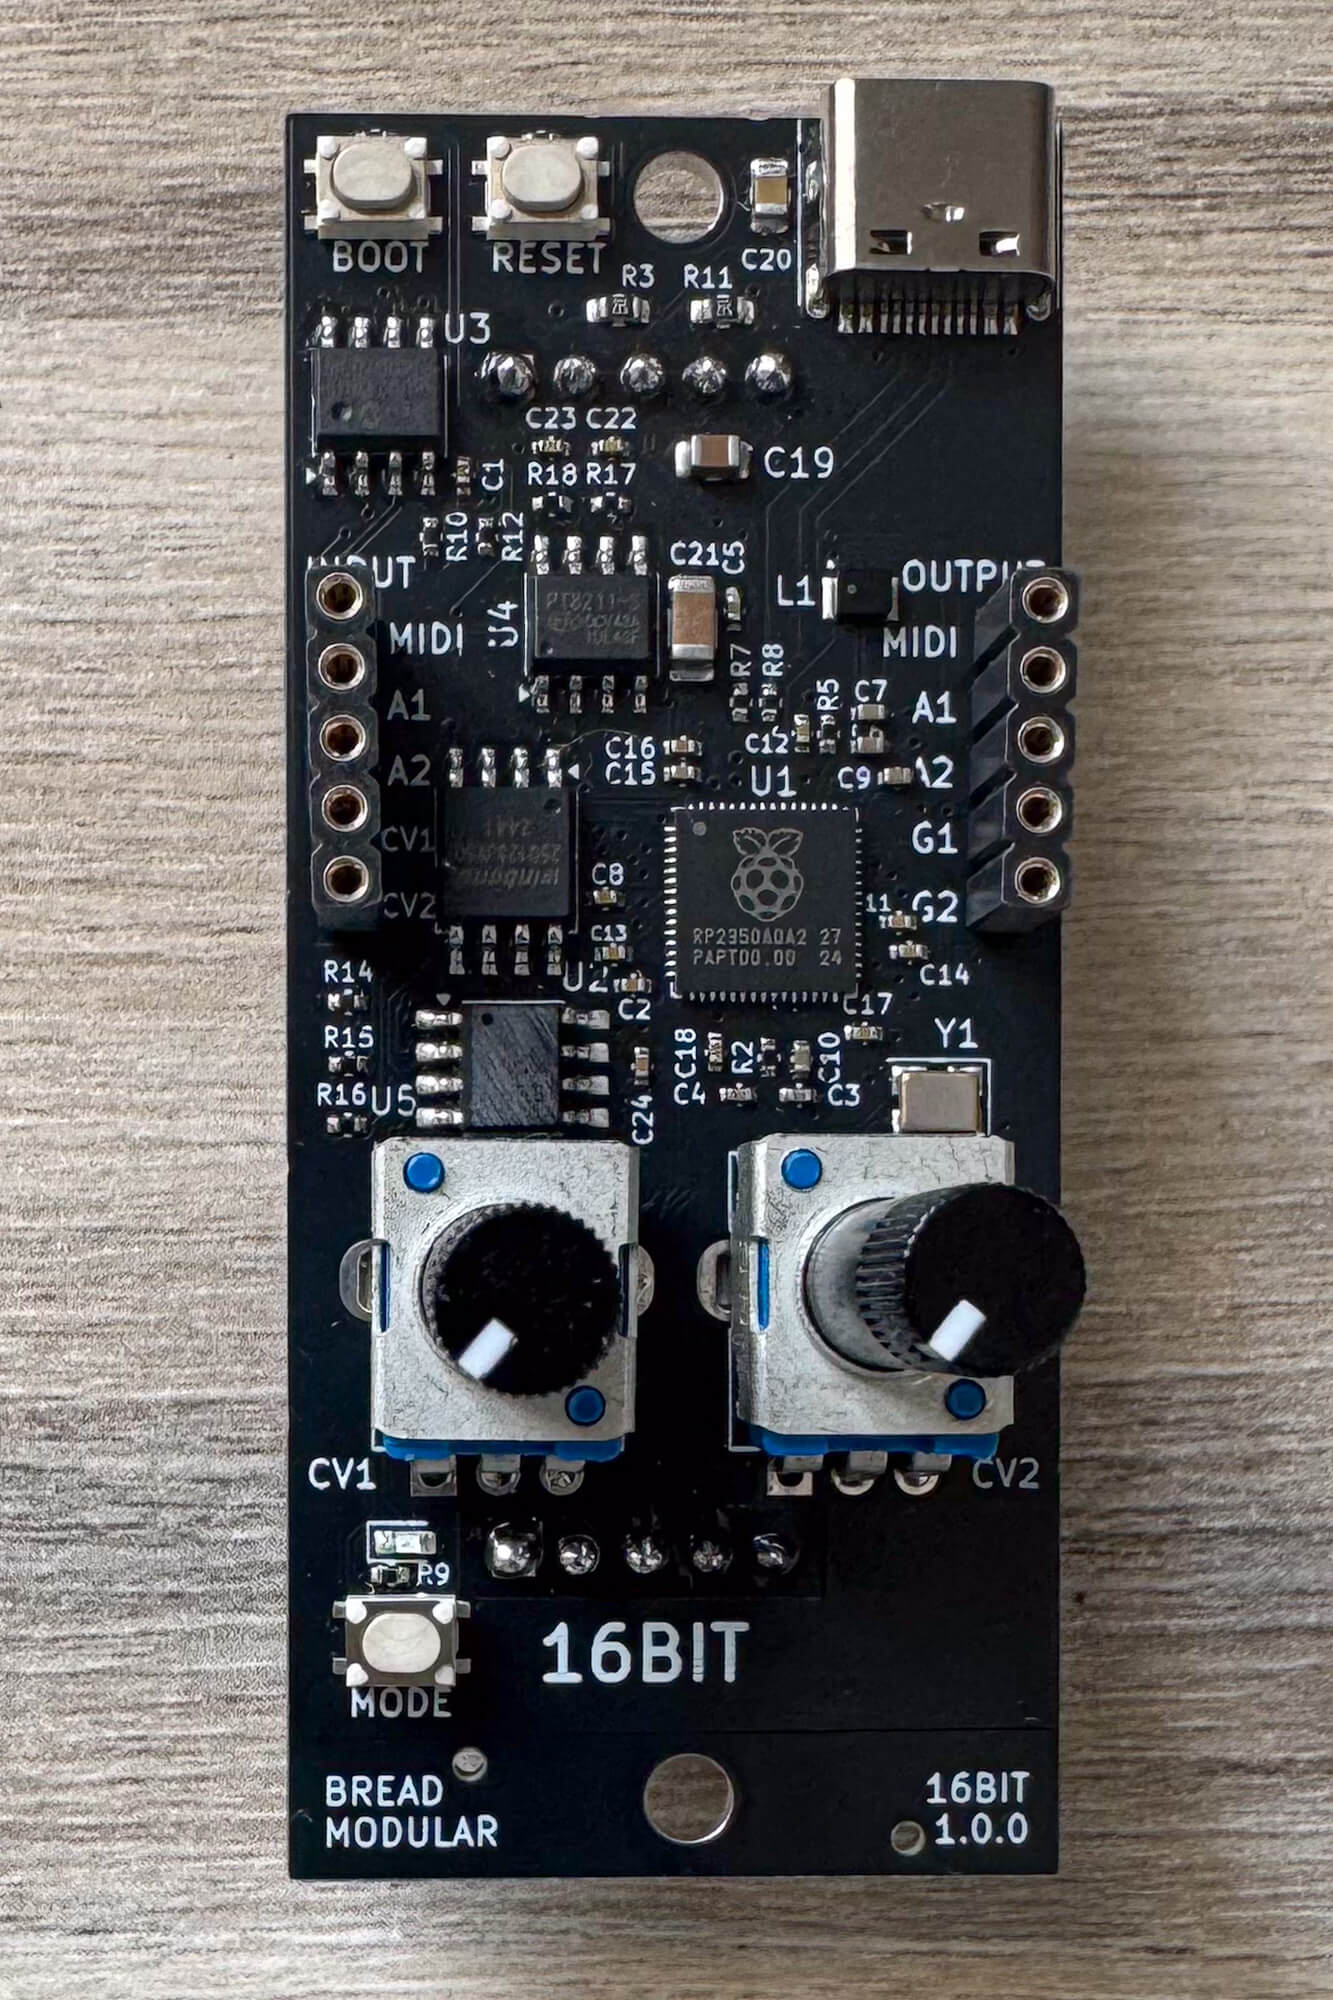 BOOT
RESET
C20
R3
R11
U3
C23
C22
C19
R18
R17
C1
R10
R12
INPUT
OUTPUT
C21
C5
L1
U4
PT8211-S
MIDI
MIDI
R7
R8
R5
C7
A1
A1
C16
C12
C15
U1
C9
A2
A2
CV1
G1
winbond
C8
CV2
G2
RP2350A0A2 27
PAPT00.00 24
C13
R14
U2
C14
C2
C17
R15
Y1
C18
R2
C10
R16
U5
C4
C3
C24
CV1
CV2
R9
16BIT
MODE
BREAD
MODULAR
16BIT
1.0.0